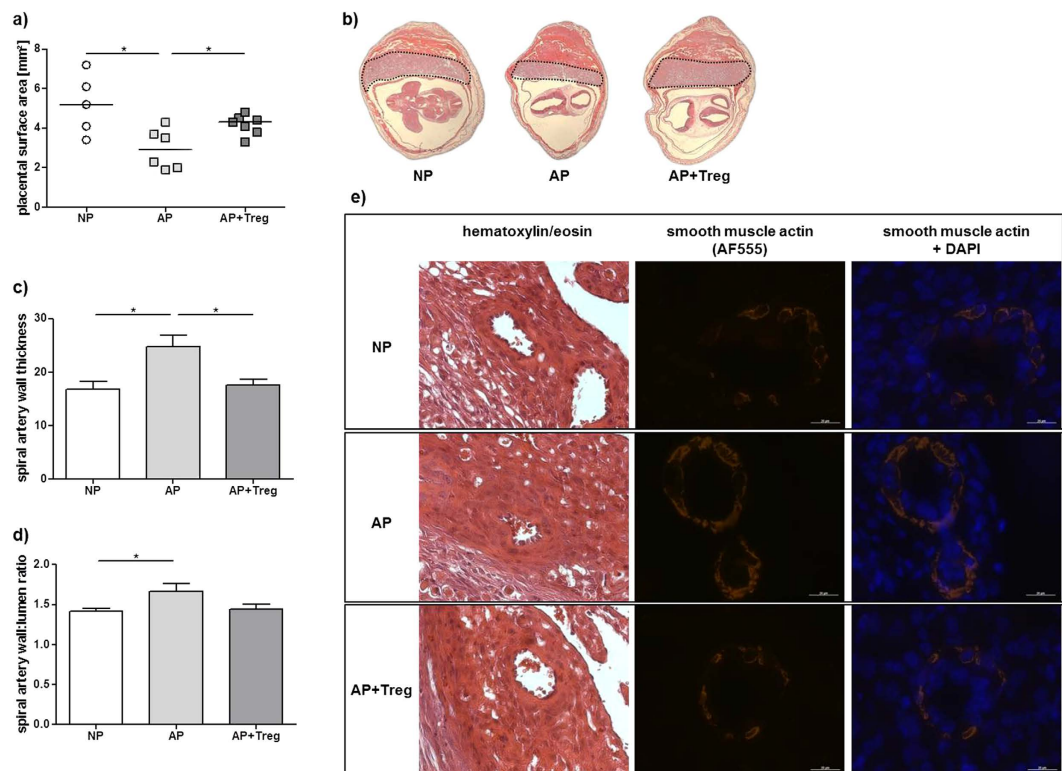 a)
placental surface area [mm²]
8
6
4
2
0
*
*
NP
AP
AP+Treg
b)
NP
AP
AP+Treg
c)
spiral artery wall thickness
30
20
10
0
*
*
NP
AP
AP+Treg
d)
spiral artery wall:lumen ratio
2.0
1.5
1.0
0.5
0.0
*
NP
AP
AP+Treg
e)
hematoxylin/eosin
smooth muscle actin
(AF555)
smooth muscle actin
+ DAPI
NP
AP
AP+Treg